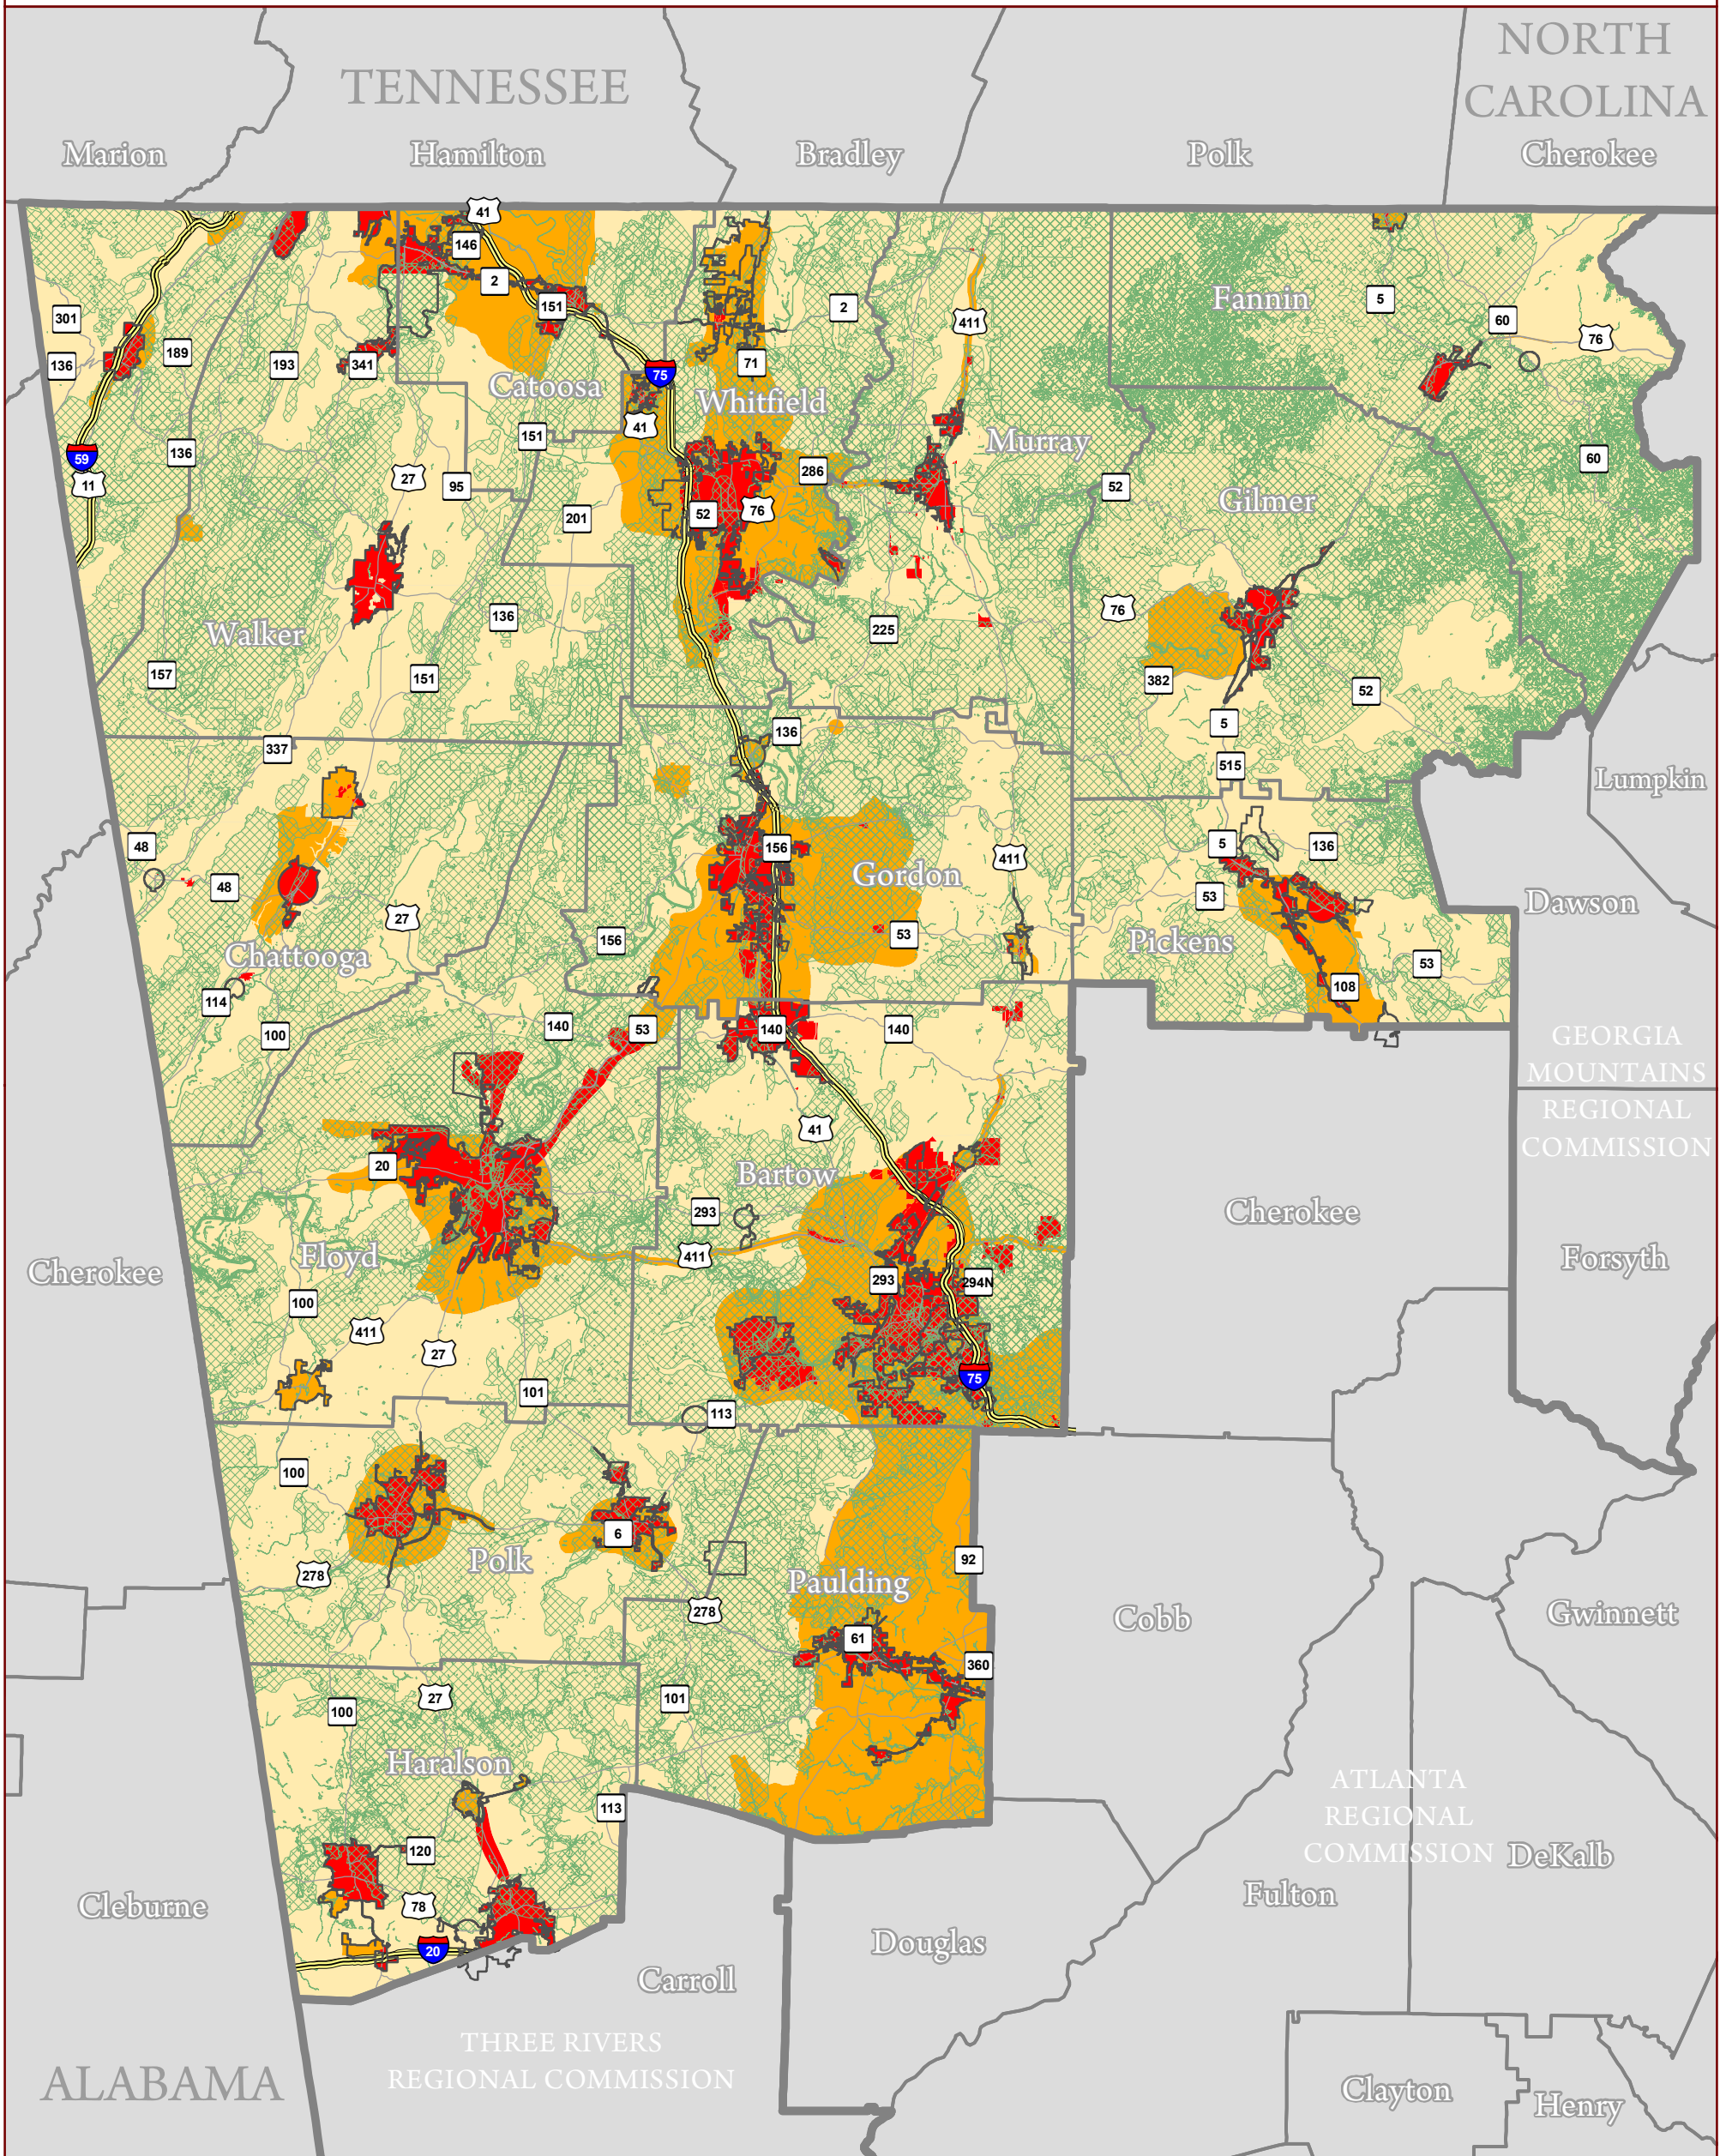 NORTH
CAROLINA
TENNESSEE
Marion
Hamilton
Bradley
Polk
Cherokee
41
146
2
151
301
136
189
193
341
2
411
Fannin
5
60
76
75
71
Catoosa
Whitfield
41
Murray
151
136
59
11
27
95
286
52
60
Gilmer
201
52
76
136
76
225
Walker
157
151
382
52
5
337
136
515
Lumpkin
48
156
5
136
411
48
Gordon
53
27
Dawson
156
53
Pickens
Chattooga
53
114
108
100
140
53
140
140
GEORGIA
MOUNTAINS
REGIONAL
COMMISSION
41
20
Bartow
293
Cherokee
411
Floyd
Cherokee
Forsyth
293
294N
100
411
27
75
101
113
100
6
92
278
Polk
Paulding
278
Cobb
Gwinnett
61
360
27
101
100
Haralson
113
ATLANTA
REGIONAL
COMMISSION
120
DeKalb
78
Cleburne
Fulton
20
Douglas
Carroll
THREE RIVERS
REGIONAL COMMISSION
ALABAMA
Clayton
Henry